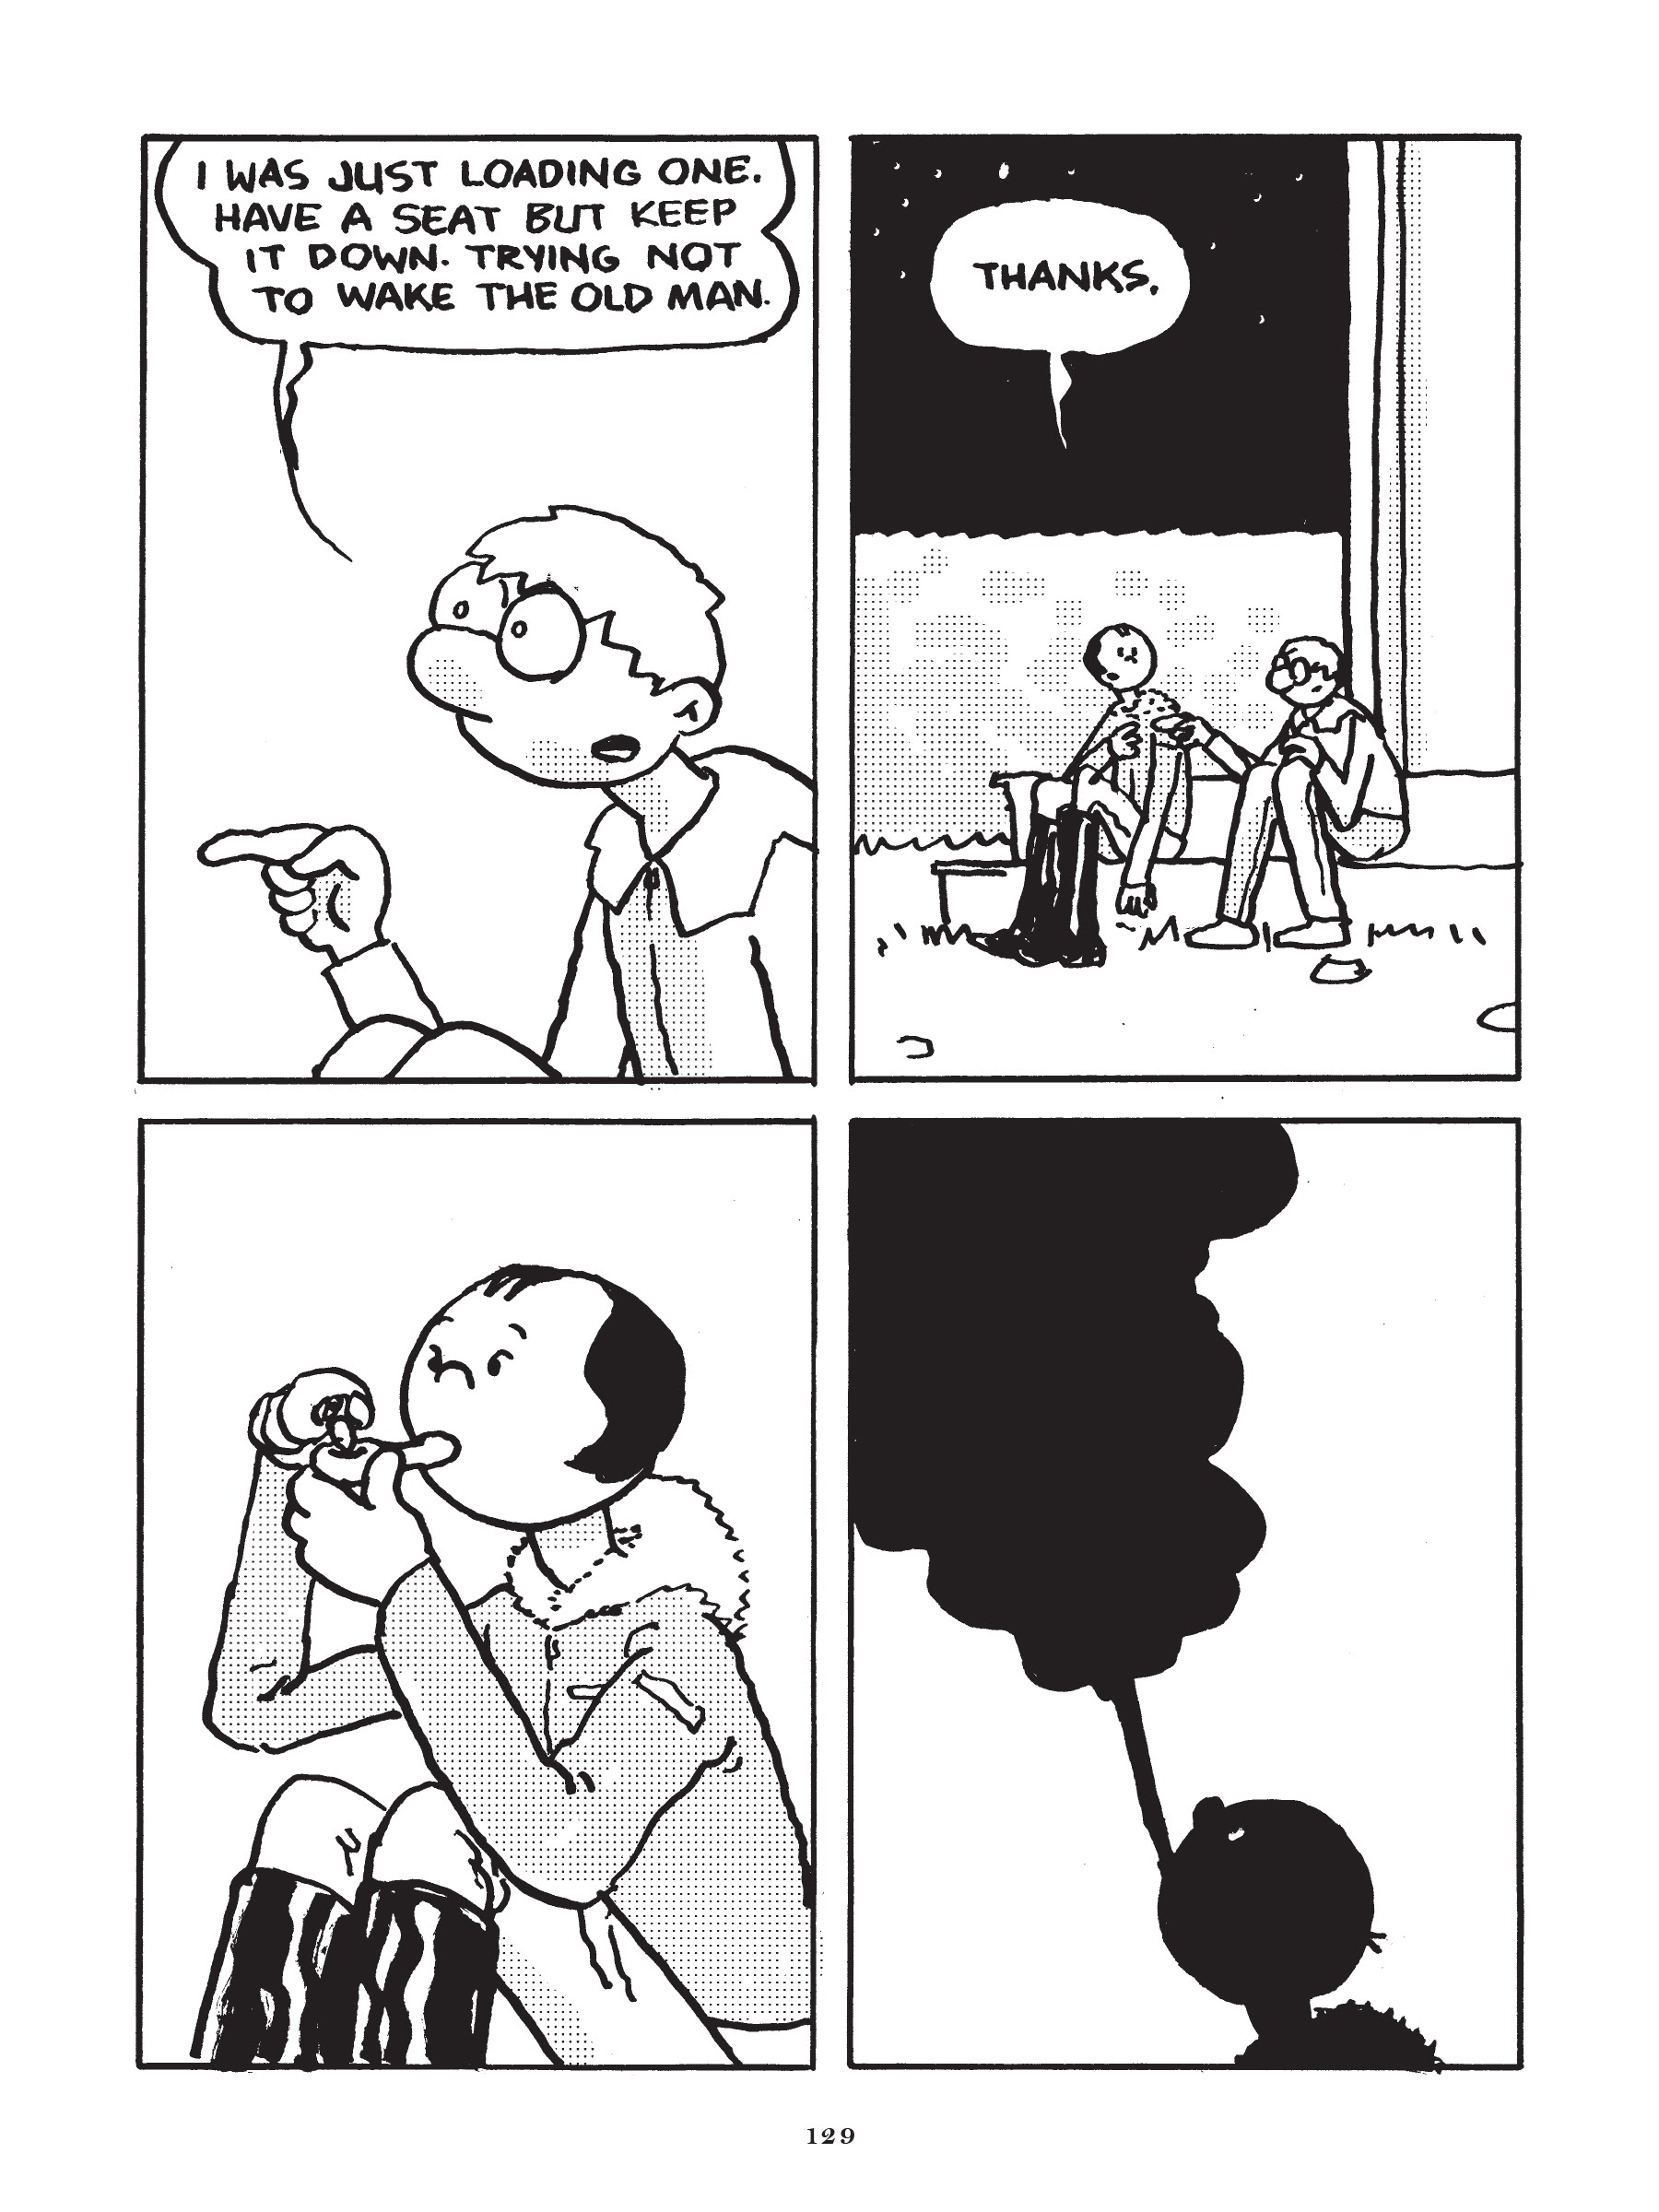 I WAS JUST LOADING ONE.
HAVE A SEAT BUT KEEP
IT DOWN. TRYING NOT
TO WAKE THE OLD MAN.
THANKS.
129